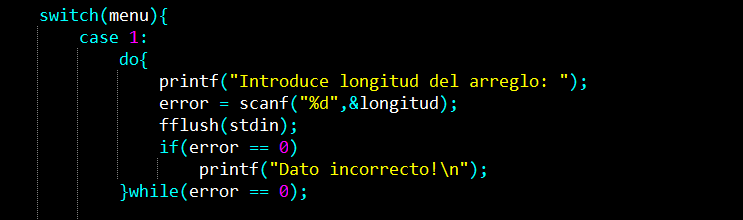 switch(menu){
case 1:
do{
printf("Introduce longitud del arreglo: ");
error = scanf("%d",&longitud);
fflush(stdin);
if(error == 0)
printf("Dato incorrecto!\n");
}while(error == 0);